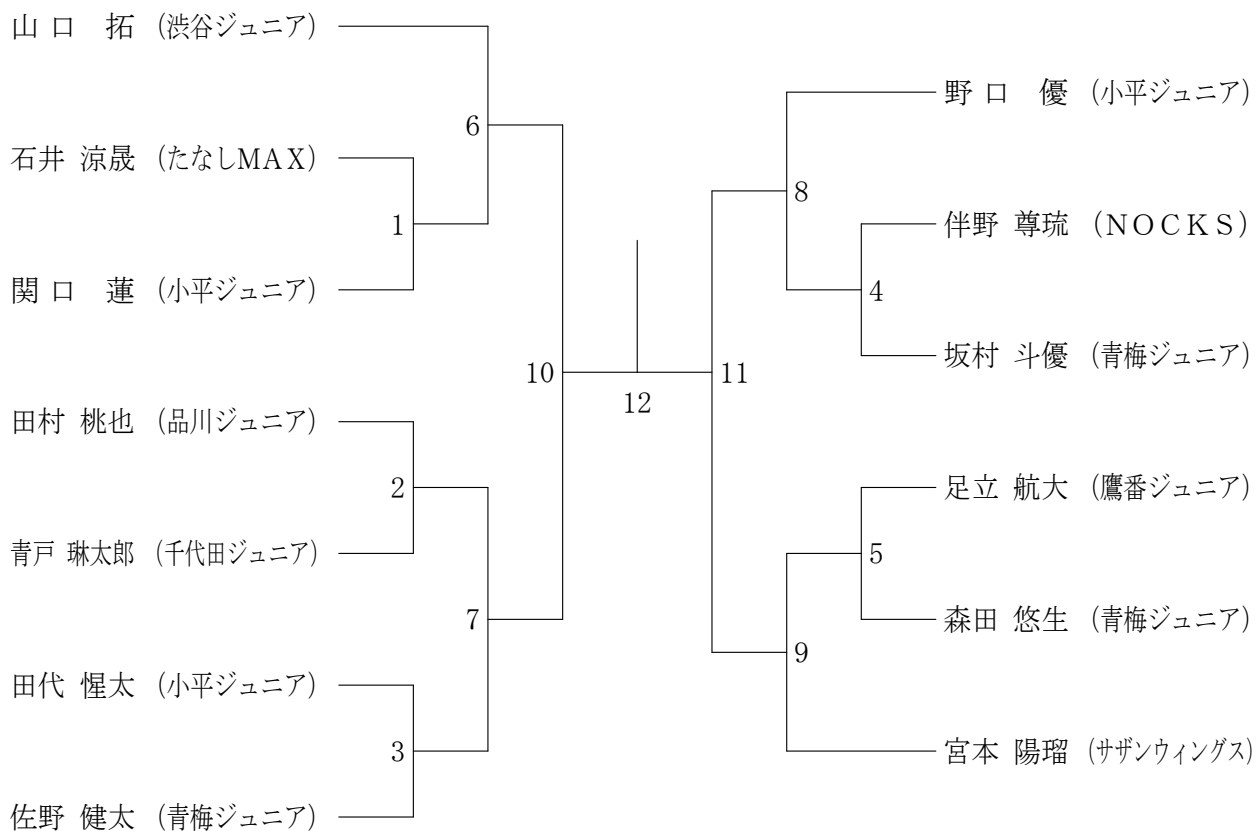 山口 拓 (渋谷ジュニア)
石井 涼晟 (たなしMAX)
関口 蓮 (小平ジュニア)
田村 桃也 (品川ジュニア)
青戸 琳太郎 (千代田ジュニア)
田代 惺太 (小平ジュニア)
佐野 健太 (青梅ジュニア)
1
2
3
6
7
10
12
11
8
9
4
5
野口 優 (小平ジュニア)
伴野 尊琉 (NOCKS)
坂村 斗優 (青梅ジュニア)
足立 航大 (鷹番ジュニア)
森田 悠生 (青梅ジュニア)
宮本 陽瑠 (サザンウィングス)